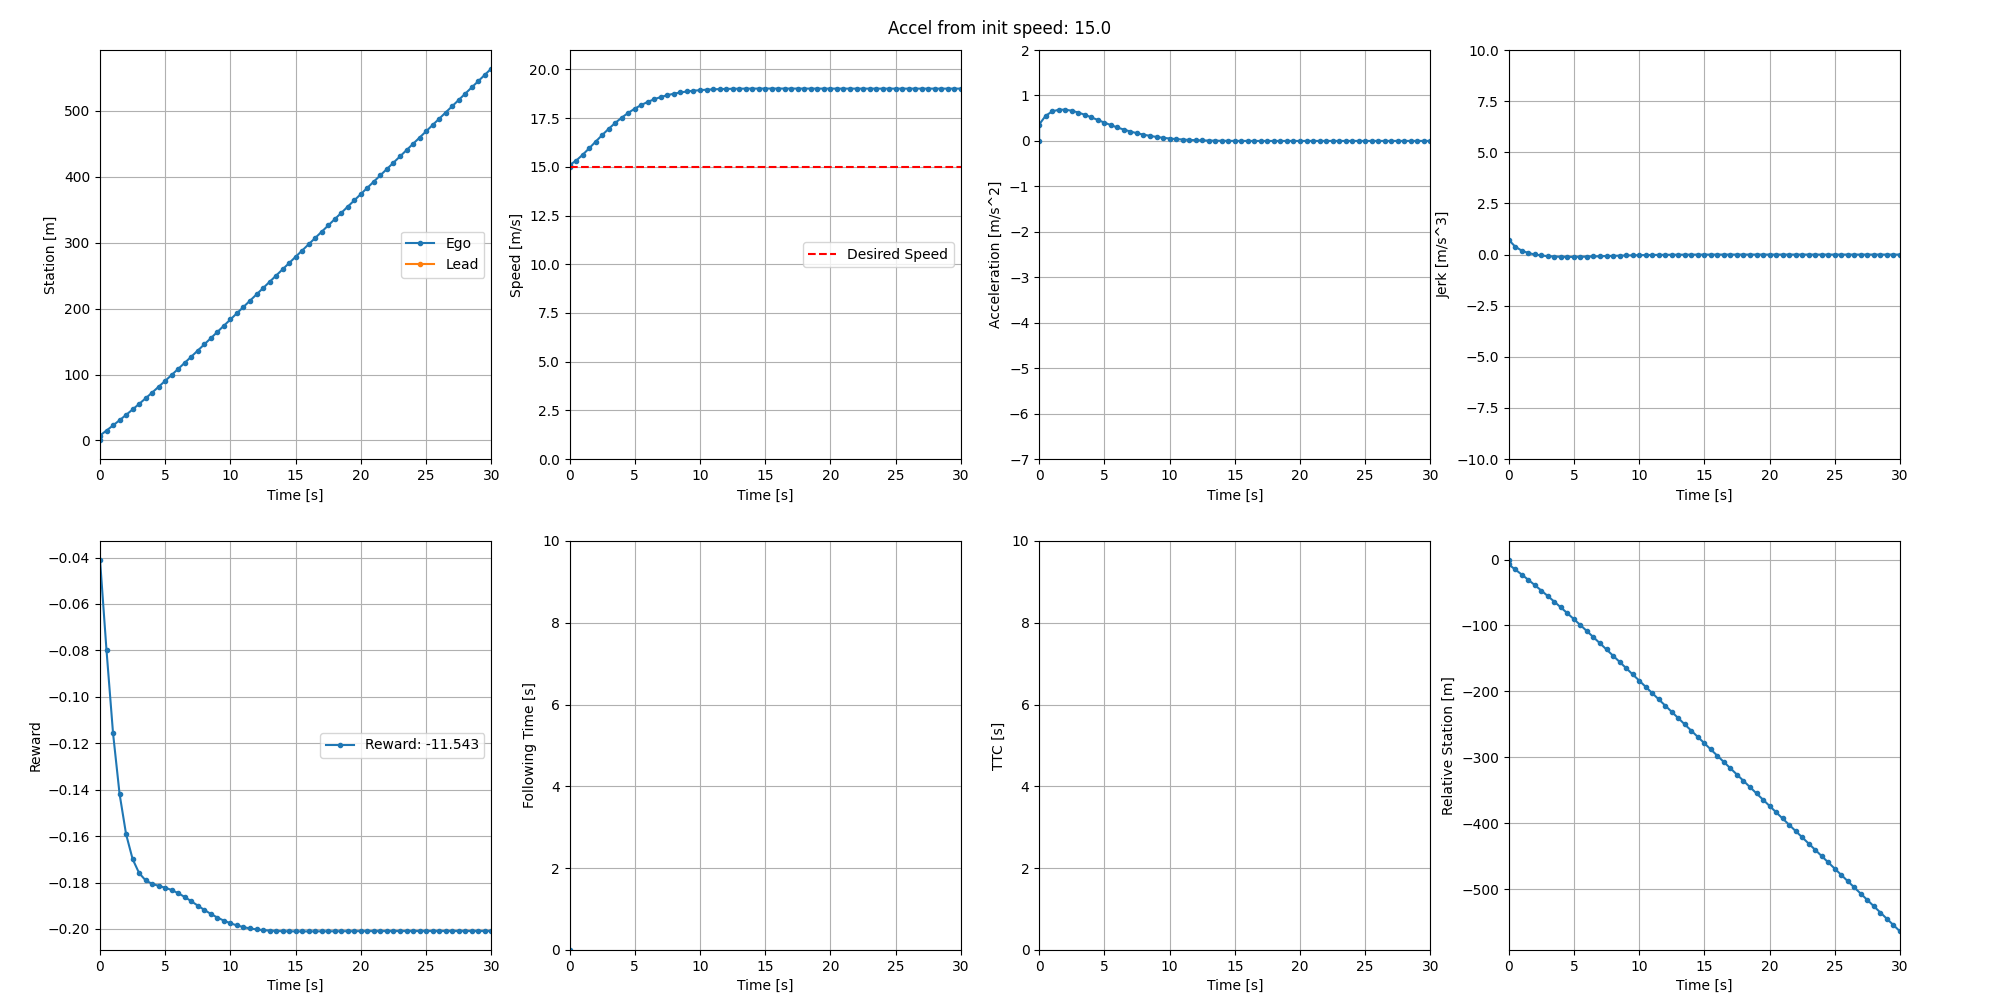 Accel from init speed: 15.0
Station [m]
500
400
300
200
100
0
Ego
Lead
0 5 10 15 20 25 30
Time [s]
Speed [m/s]
20.0
17.5
15.0
12.5
10.0
7.5
5.0
2.5
0.0
Desired Speed
0 5 10 15 20 25 30
Time [s]
Acceleration [m/s^2]
2
1
0
−1
−2
−3
−4
−5
−6
−7
0 5 10 15 20 25 30
Time [s]
Jerk [m/s^3]
10.0
7.5
5.0
2.5
0.0
−2.5
−5.0
−7.5
−10.0
0 5 10 15 20 25 30
Time [s]
Reward
−0.04
−0.06
−0.08
−0.10
−0.12
−0.14
−0.16
−0.18
−0.20
Reward: -11.543
0 5 10 15 20 25 30
Time [s]
Following Time [s]
10
8
6
4
2
0
0 5 10 15 20 25 30
Time [s]
TTC [s]
10
8
6
4
2
0
0 5 10 15 20 25 30
Time [s]
Relative Station [m]
0
−100
−200
−300
−400
−500
0 5 10 15 20 25 30
Time [s]